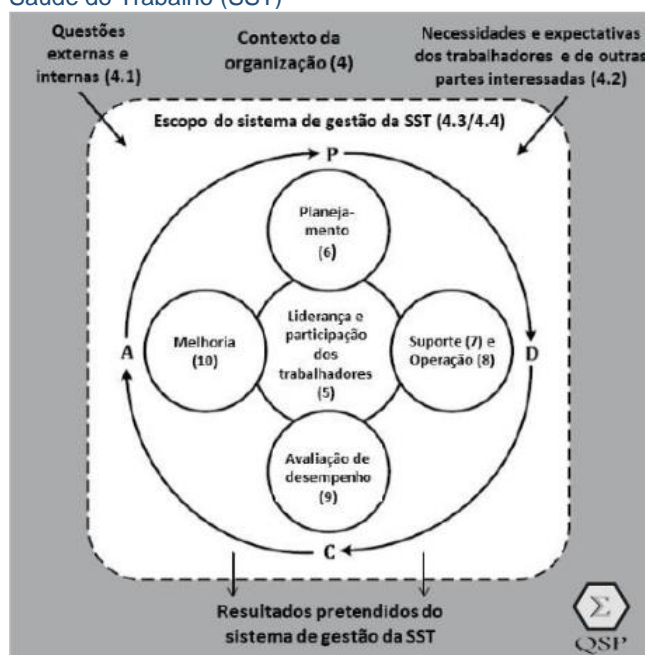 Saúde do Trabalho (SST)
Questões
externas e
internas (4.1)
Contexto da
organização (4)
Necessidades e expectativas
dos trabalhadores e de outras
partes interessadas (4.2)
Escopo do sistema de gestão da SST (4.3/4.4)
P
Planeja-
mento
(6)
A
Melhoria
(10)
Liderança e
participação
dos
trabalhadores
(5)
Suporte (7) e
Operação (8)
D
Avaliação de
desempenho
(9)
C
Resultados pretendidos do
sistema de gestão da SST
Σ
QSP